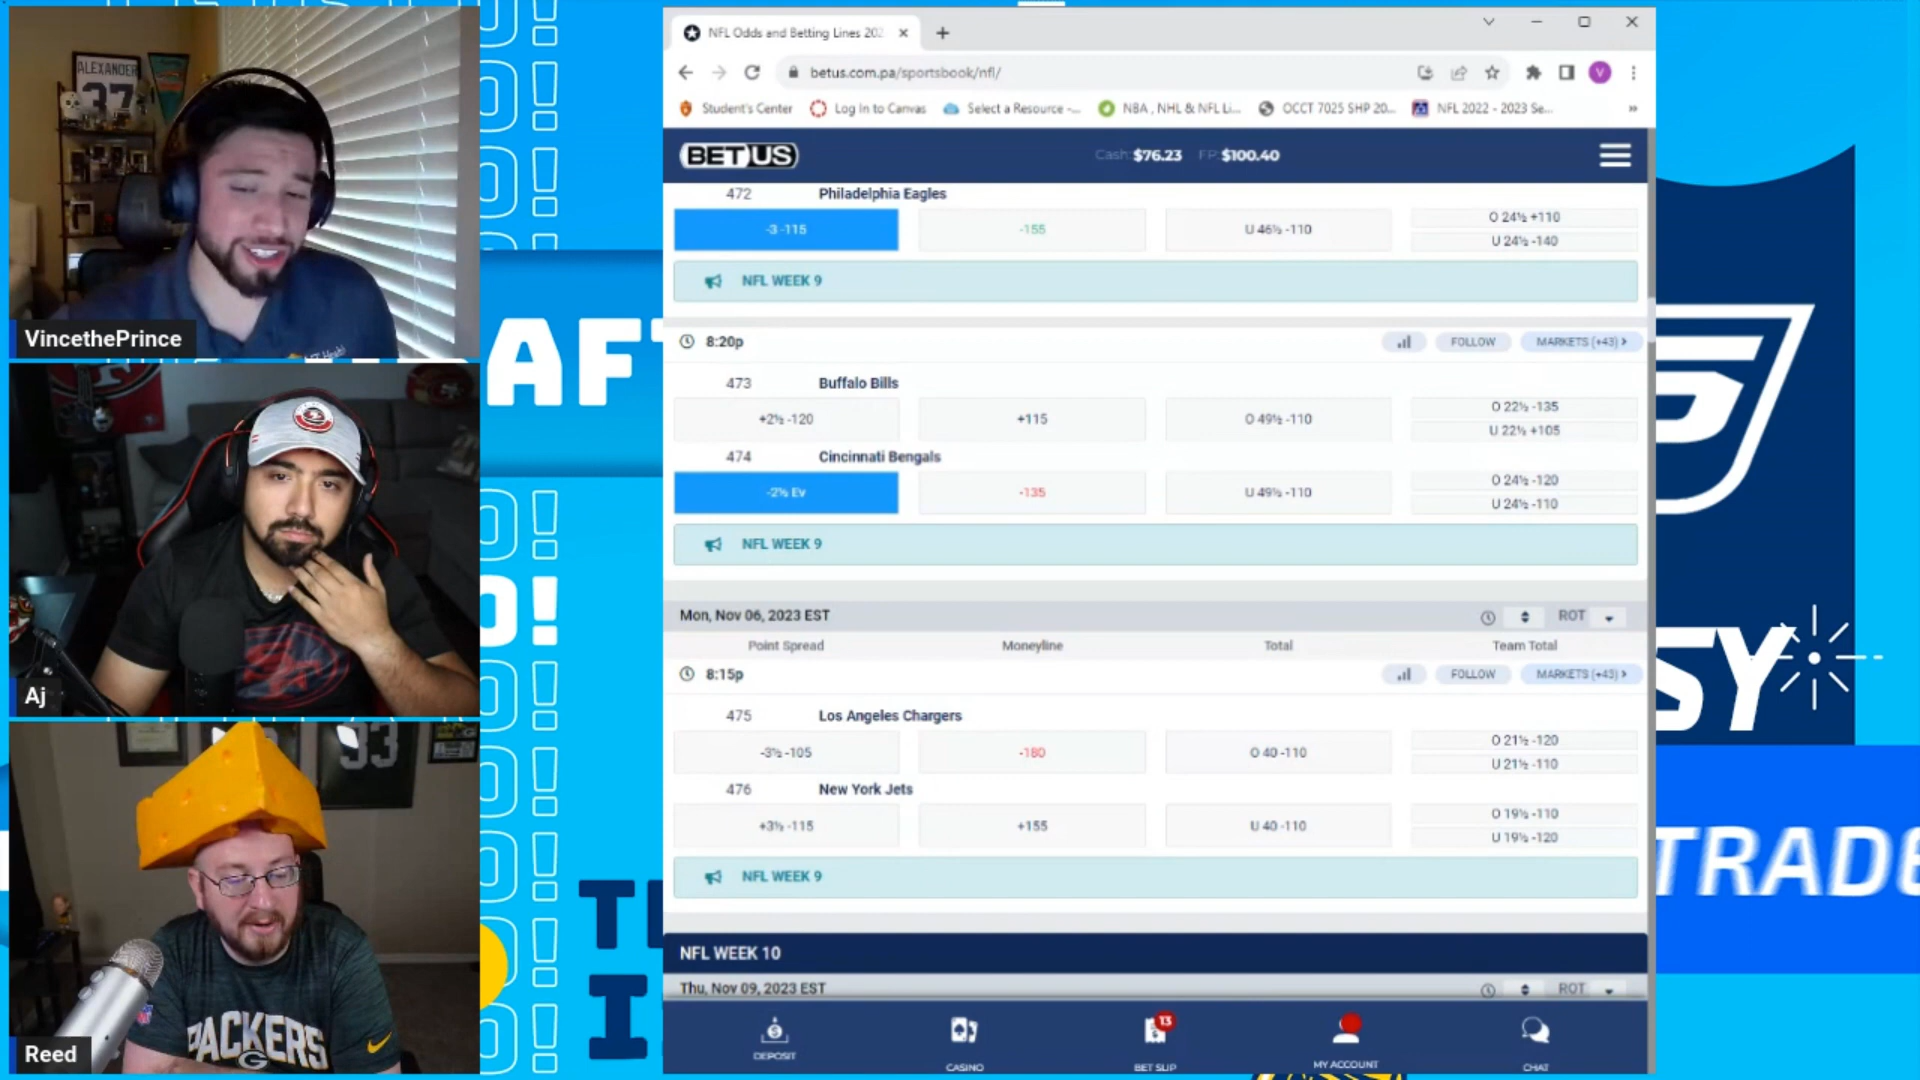 ALEXANDER
37
VincethePrince
Aj
33
PACKERS
G
Reed
AF
O!
SY
TRADE
NFL Odds and Betting Lines 202
betus.com.pa/sportsbook/nfl/
V
Student's Center
Log In to Canvas
Select a Resource -...
NBA , NHL & NFL Li...
OCCT 7025 SHP 20...
NFL 2022 - 2023 Se...
»
BETUS
Cash: $76.23 FP: $100.40
472 Philadelphia Eagles
-3 -115 -155 U 46½ -110 O 24½ +110
U 24½ -140
NFL WEEK 9
8:20p FOLLOW MARKETS (+43)
473 Buffalo Bills
+2½ -120 +115 O 49½ -110 O 22½ -135
U 22½ +105
474 Cincinnati Bengals
-2½ Ev -135 U 49½ -110 O 24½ -120
U 24½ -110
NFL WEEK 9
Mon, Nov 06, 2023 EST ROT
Point Spread Moneyline Total Team Total
8:15p FOLLOW MARKETS (+43)
475 Los Angeles Chargers
-3½ -105 -180 O 40 -110 O 21½ -120
U 21½ -110
476 New York Jets
+3½ -115 +155 U 40 -110 O 19½ -110
U 19½ -120
NFL WEEK 9
NFL WEEK 10
Thu, Nov 09, 2023 EST ROT
DEPOSIT
CASINO
13
BET SLIP
MY ACCOUNT
CHAT